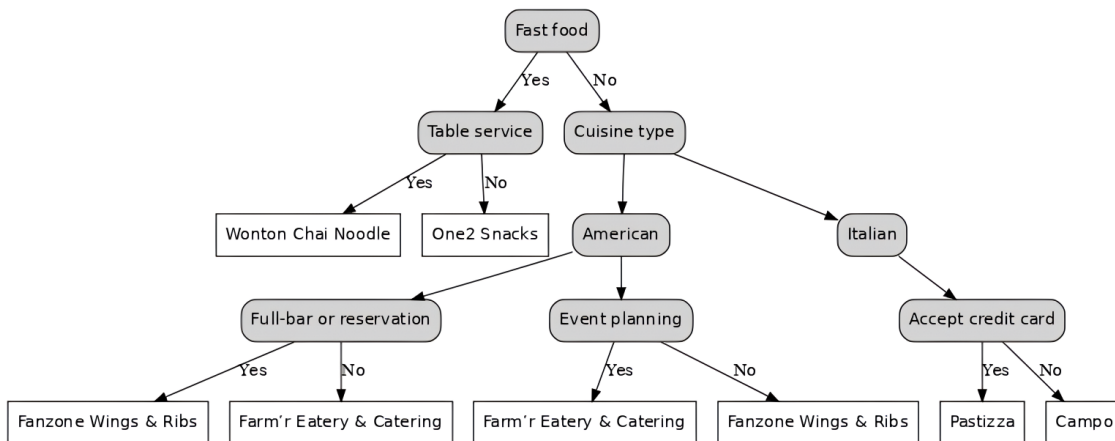 Fast food
Yes
No
Table service
Cuisine type
Yes
No
Wonton Chai Noodle
One2 Snacks
American
Italian
Full-bar or reservation
Event planning
Accept credit card
Yes
No
Yes
No
Yes
No
Fanzone Wings & Ribs
Farm'r Eatery & Catering
Farm'r Eatery & Catering
Fanzone Wings & Ribs
Pastizza
Campo